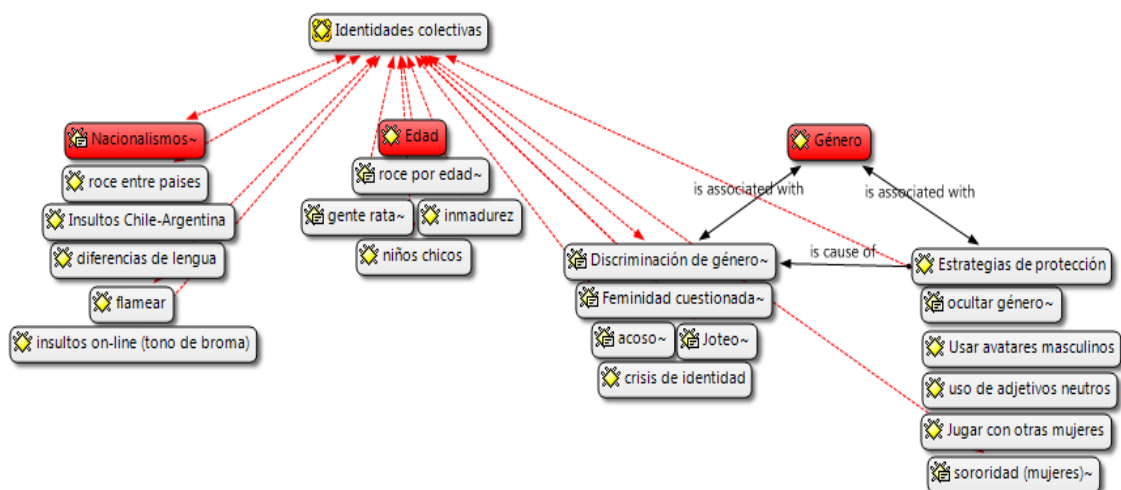 Identidades colectivas
Nacionalismos~
roce entre paises
Insultos Chile-Argentina
diferencias de lengua
flamear
insultos on-line (tono de broma)
Edad
roce por edad~
gente rata~
inmadurez
niños chicos
Género
is associated with
is associated with
Discriminación de género~
is cause of
Estrategias de protección
Feminidad cuestionada~
acoso~
Joteo~
crisis de identidad
ocultar género~
Usar avatares masculinos
uso de adjetivos neutros
Jugar con otras mujeres
sororidad (mujeres)~